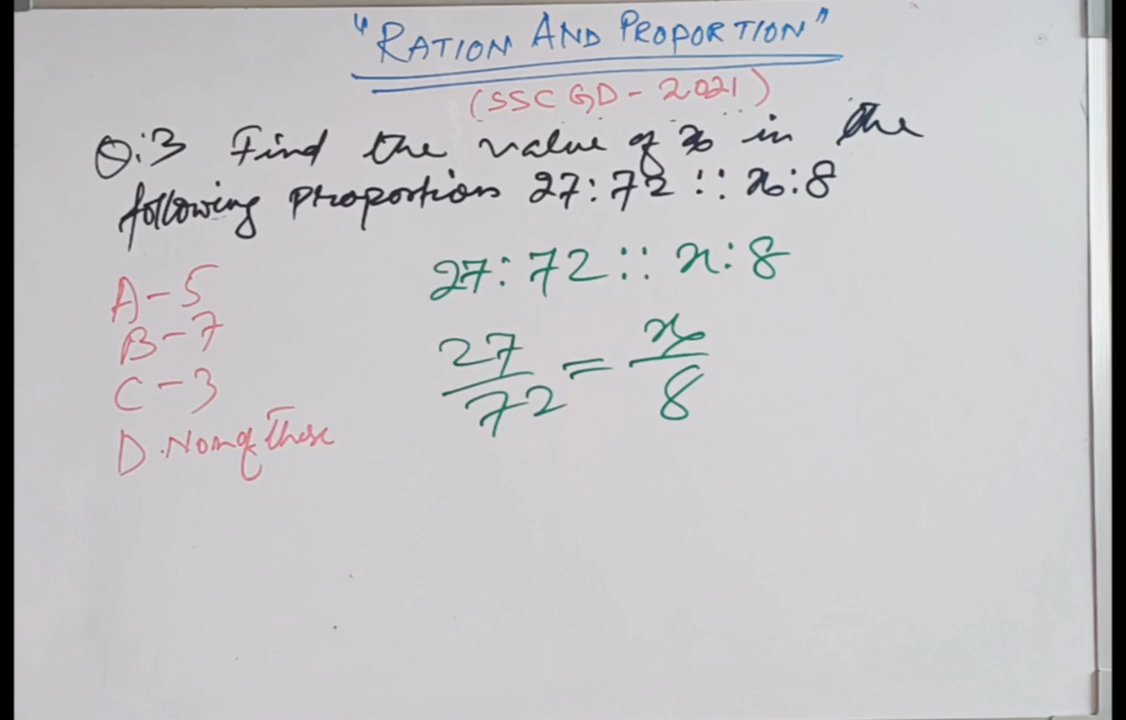 "RATION AND PROPORTION"
(SSC GD - 2021)
Q:3 Find the value of x in the
following proportion 27:72 :: x:8
27:72 :: x:8
A-5
B-7
C-3
D. Non of These
27/72 = x/8